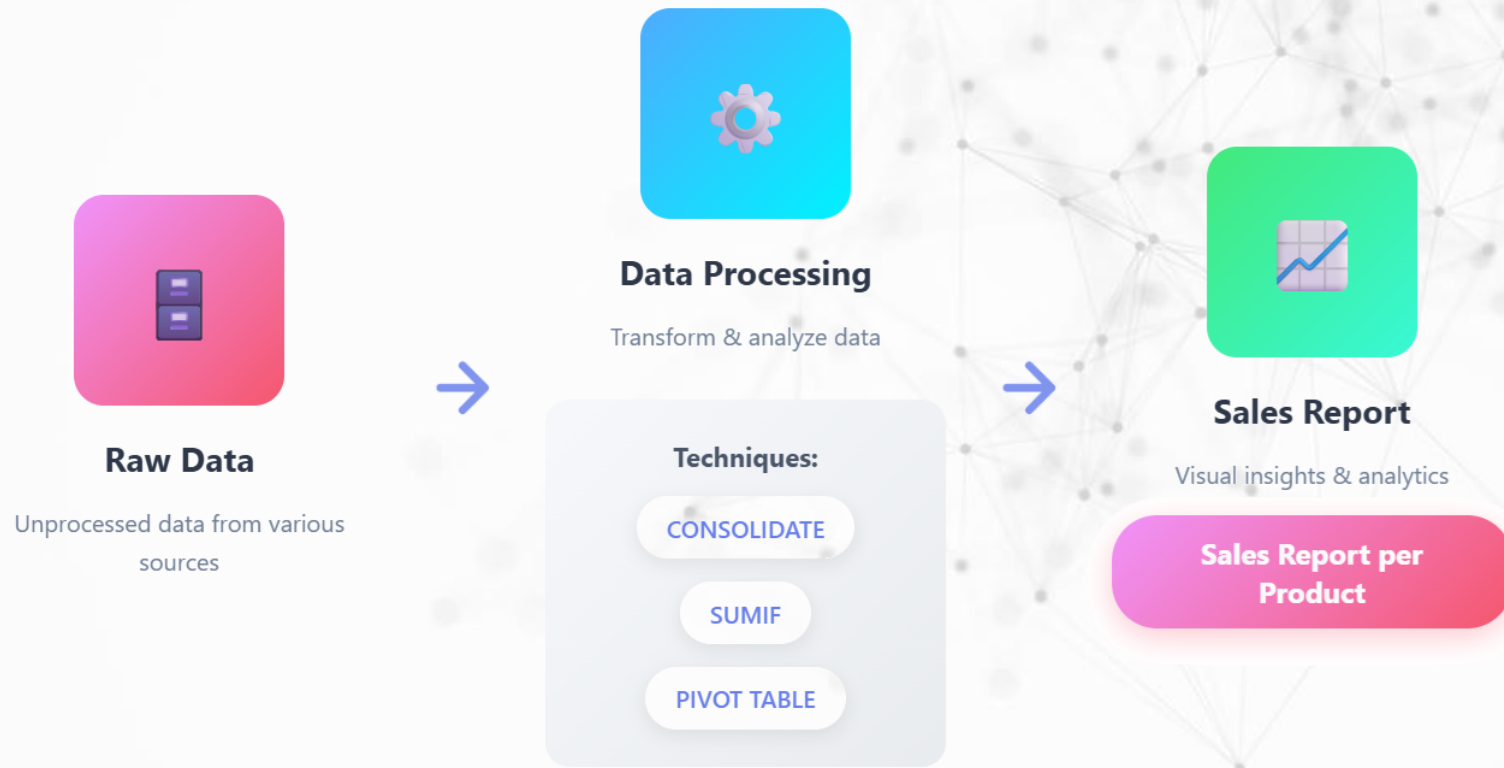 Raw Data
Unprocessed data from various
sources
Data Processing
Transform & analyze data
Techniques:
CONSOLIDATE
SUMIF
PIVOT TABLE
Sales Report
Visual insights & analytics
Sales Report per
Product